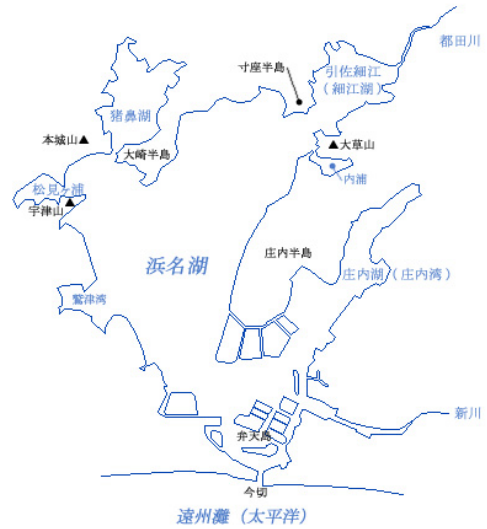 都田川
寸座半島
引佐細江
(細江湖)
猪鼻湖
本城山
大崎半島
大草山
内浦
松見ヶ浦
宇津山
浜名湖
庄内半島
庄内湖(庄内湾)
鷲津湾
新川
弁天島
今切
遠州灘(太平洋)